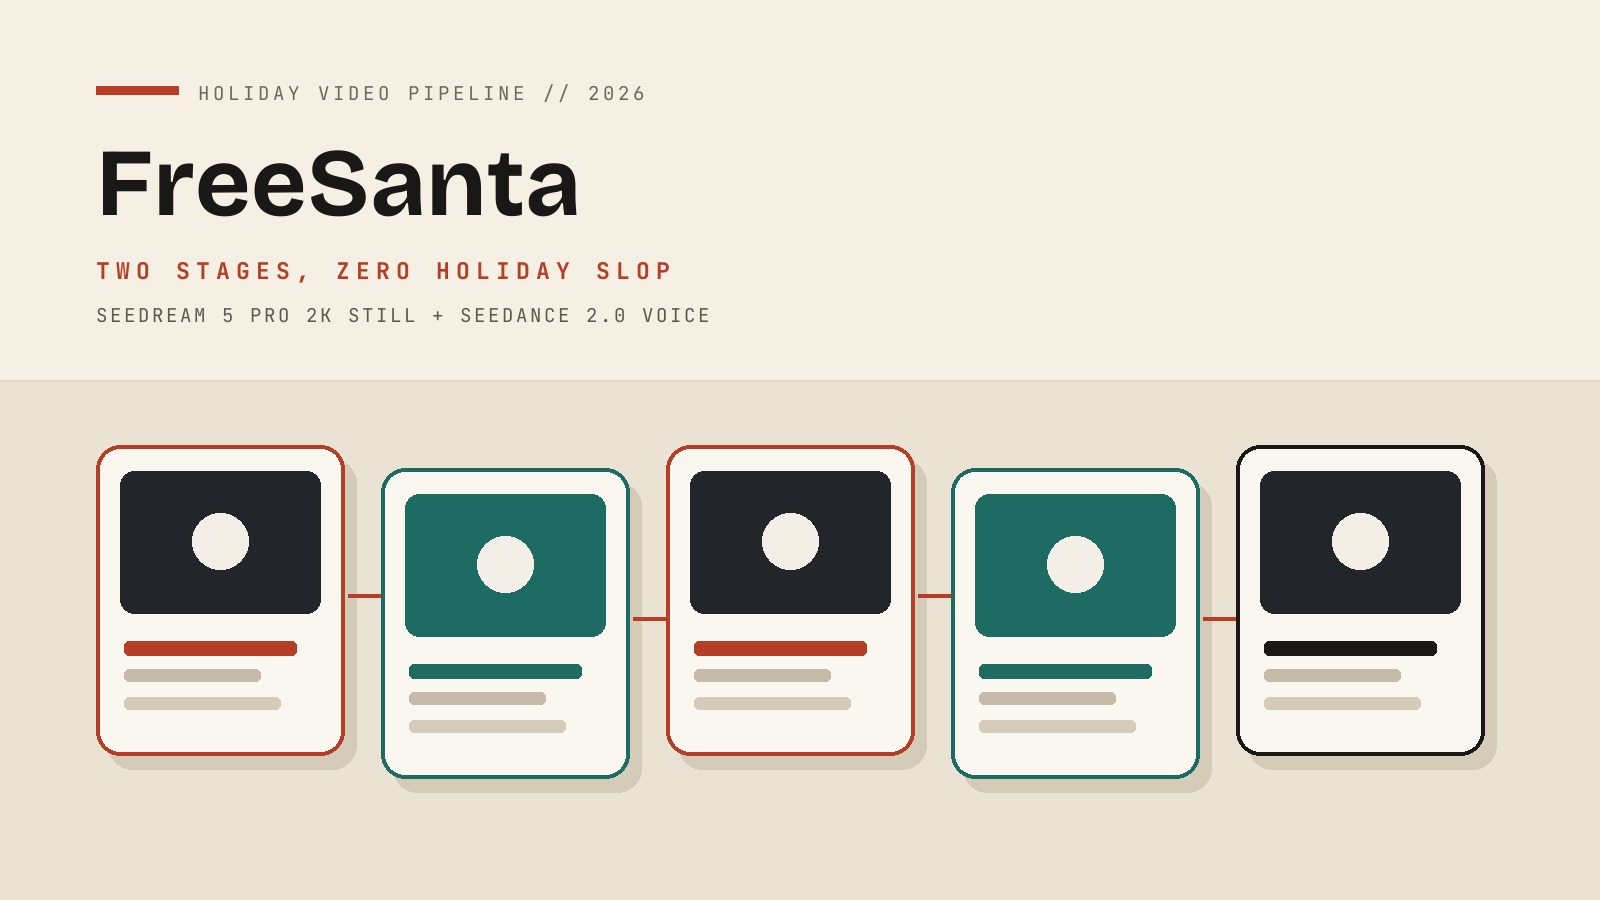 HOLIDAY VIDEO PIPELINE // 2026
FreeSanta
TWO STAGES, ZERO HOLIDAY SLOP
SEEDREAM 5 PRO 2K STILL + SEEDANCE 2.0 VOICE